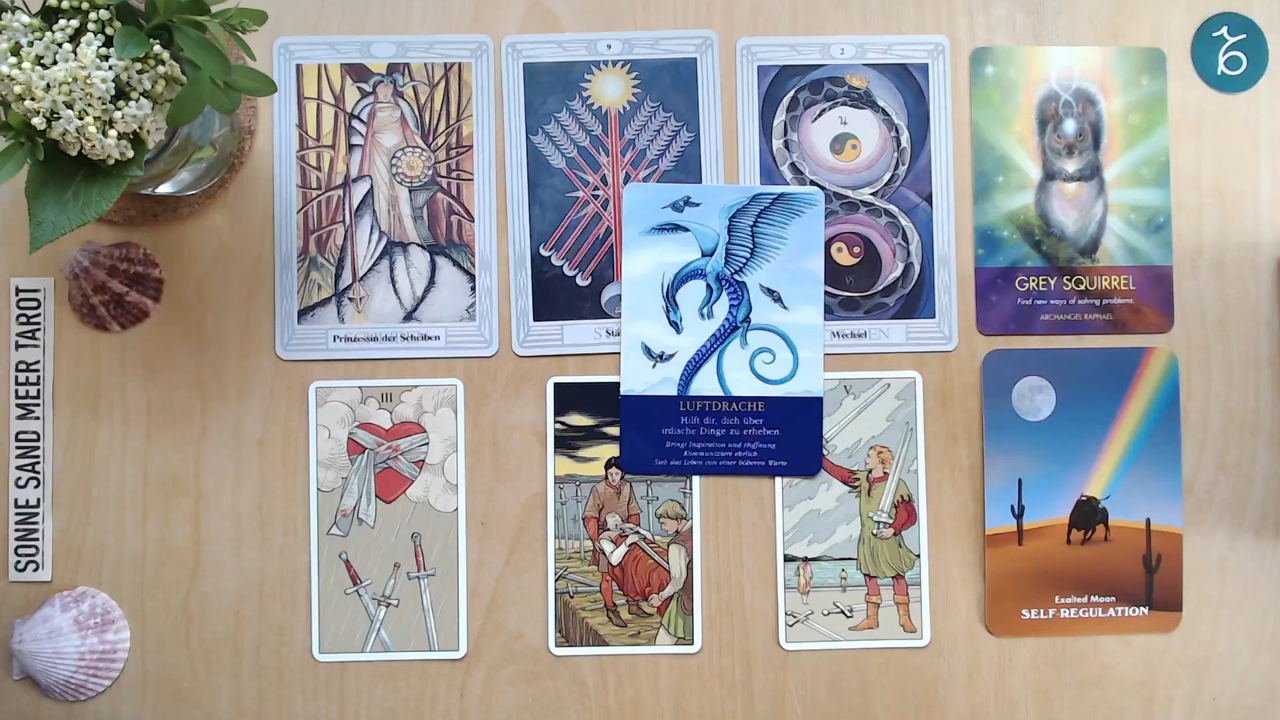 SONNE SAND MEER TAROT
Prinzessin der Scheiben
9
2
Wechsel
GREY SQUIRREL
Find new ways of solving problems.
ARCHANGEL RAPHAEL
LUFTDRACHE
Hilft dir, dich über
irdische Dinge zu erheben.
Bringt Inspiration und Hoffnung
Kommuniziere ehrlich.
Sieh das Leben von einer höheren Warte
III
V
Exalted Moon
SELF-REGULATION